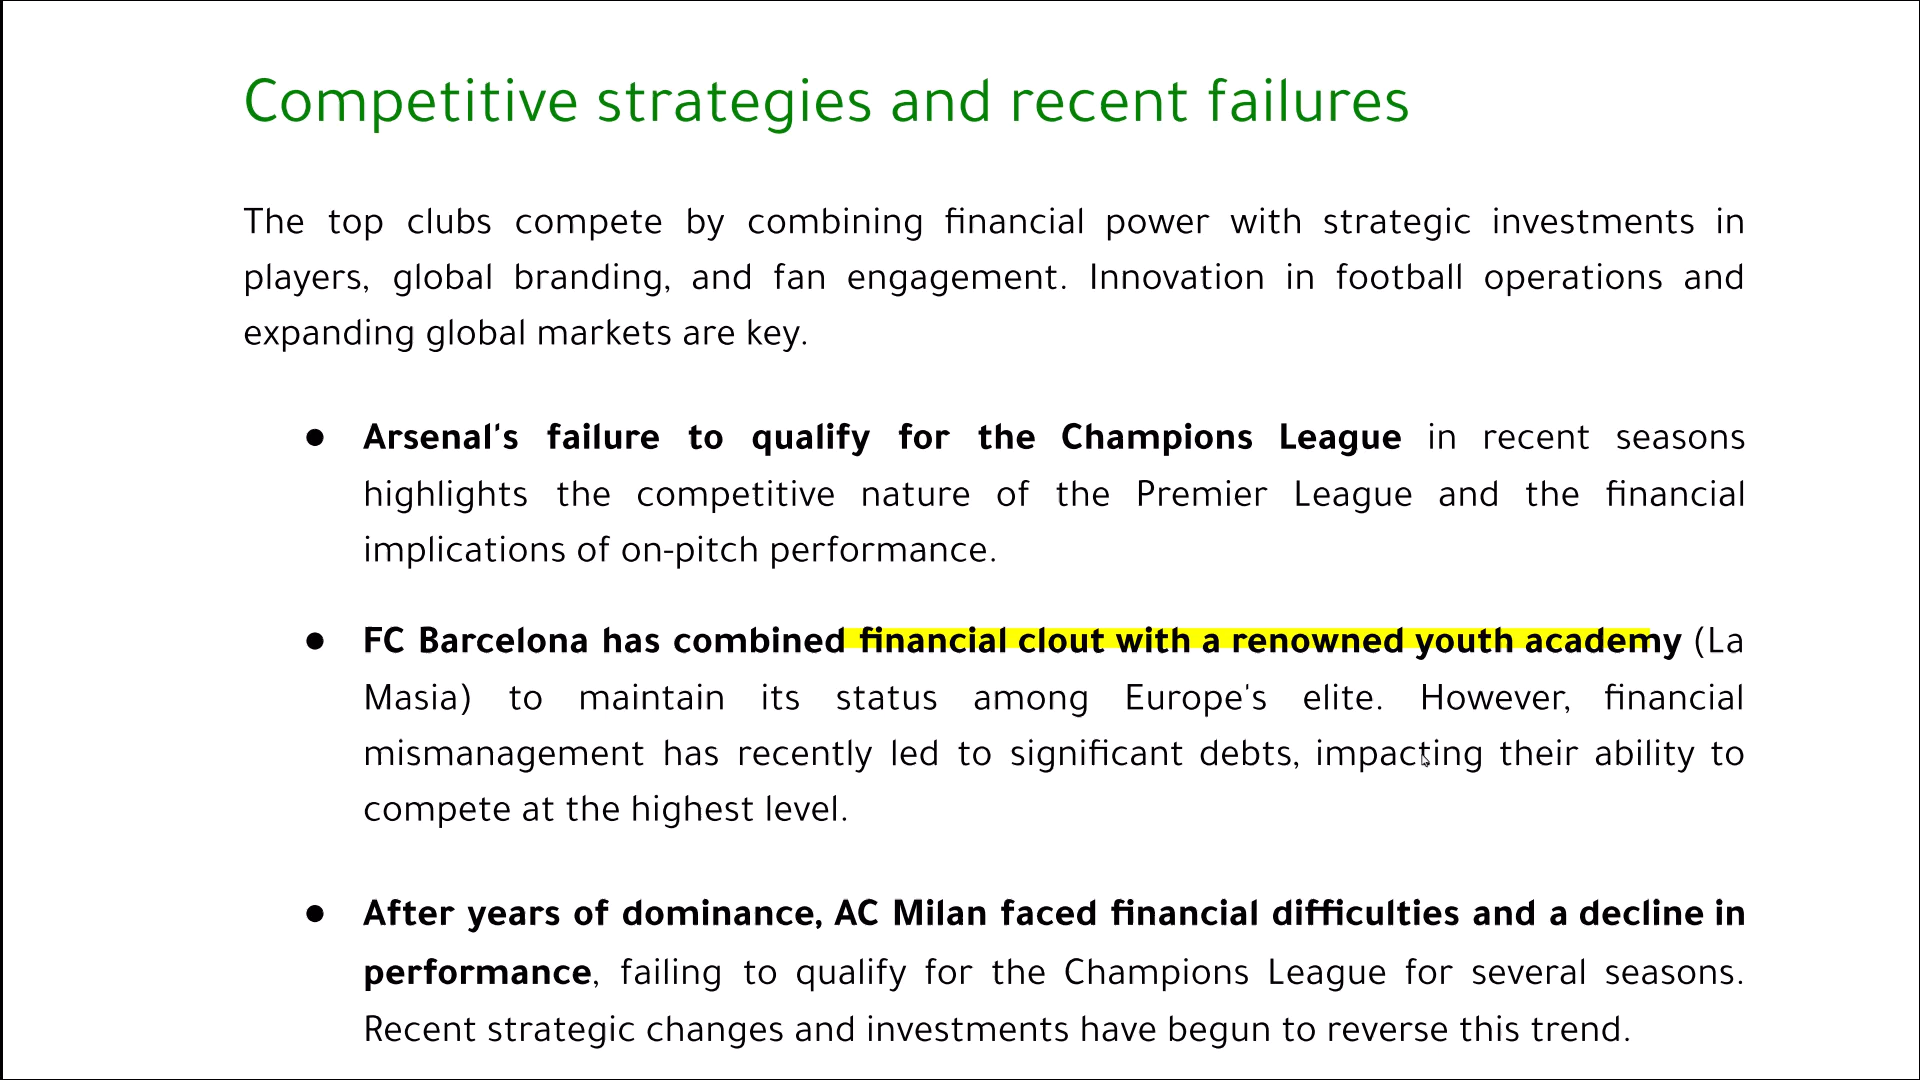 Competitive strategies and recent failures
The top clubs compete by combining financial power with strategic investments in
players, global branding, and fan engagement. Innovation in football operations and
expanding global markets are key.
● Arsenal's failure to qualify for the Champions League in recent seasons
highlights the competitive nature of the Premier League and the financial
implications of on-pitch performance.
● FC Barcelona has combined financial clout with a renowned youth academy (La
Masia) to maintain its status among Europe's elite. However, financial
mismanagement has recently led to significant debts, impacting their ability to
compete at the highest level.
● After years of dominance, AC Milan faced financial difficulties and a decline in
performance, failing to qualify for the Champions League for several seasons.
Recent strategic changes and investments have begun to reverse this trend.